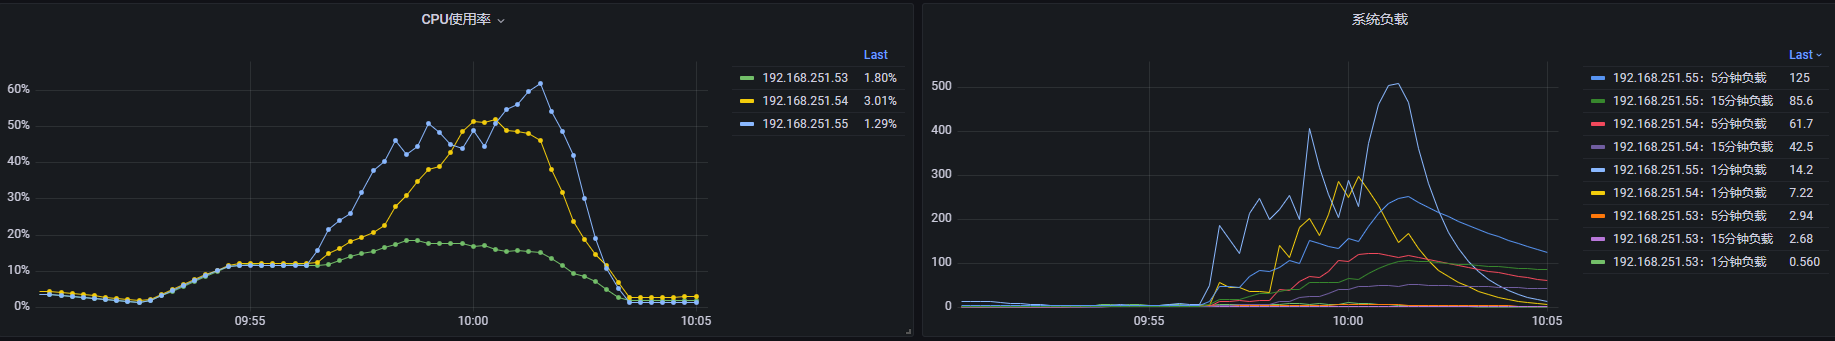 CPU使用率
Last
192.168.251.53 1.80%
192.168.251.54 3.01%
192.168.251.55 1.29%
60%
50%
40%
30%
20%
10%
0%
09:55 10:00 10:05
系统负载
Last
192.168.251.55：5分钟负载 125
192.168.251.55：15分钟负载 85.6
192.168.251.54：5分钟负载 61.7
192.168.251.54：15分钟负载 42.5
192.168.251.55：1分钟负载 14.2
192.168.251.54：1分钟负载 7.22
192.168.251.53：5分钟负载 2.94
192.168.251.53：15分钟负载 2.68
192.168.251.53：1分钟负载 0.560
500
400
300
200
100
0
09:55 10:00 10:05